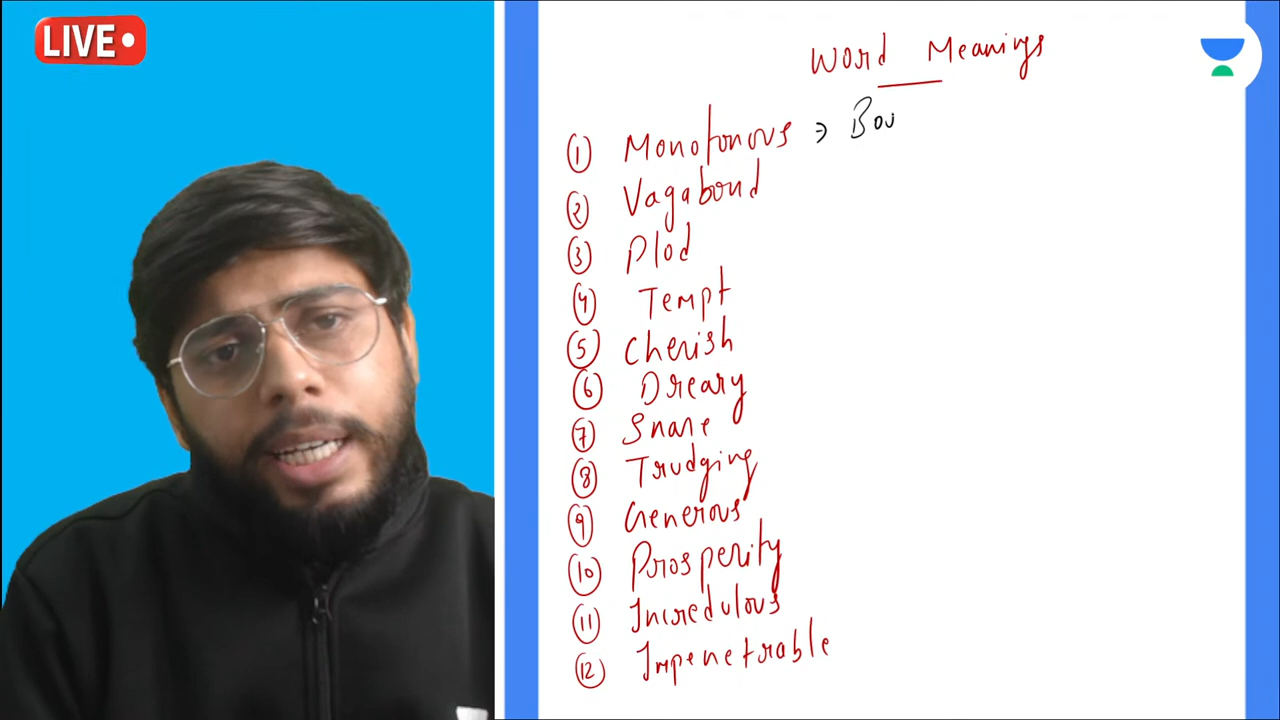 LIVE
Word Meanings
1 Monotonous → Bou
2 Vagabond
3 Plod
4 Tempt
5 Cherish
6 Dreary
7 Snare
8 Trudging
9 Generous
10 Prosperity
11 Incredulous
12 Impenetrable